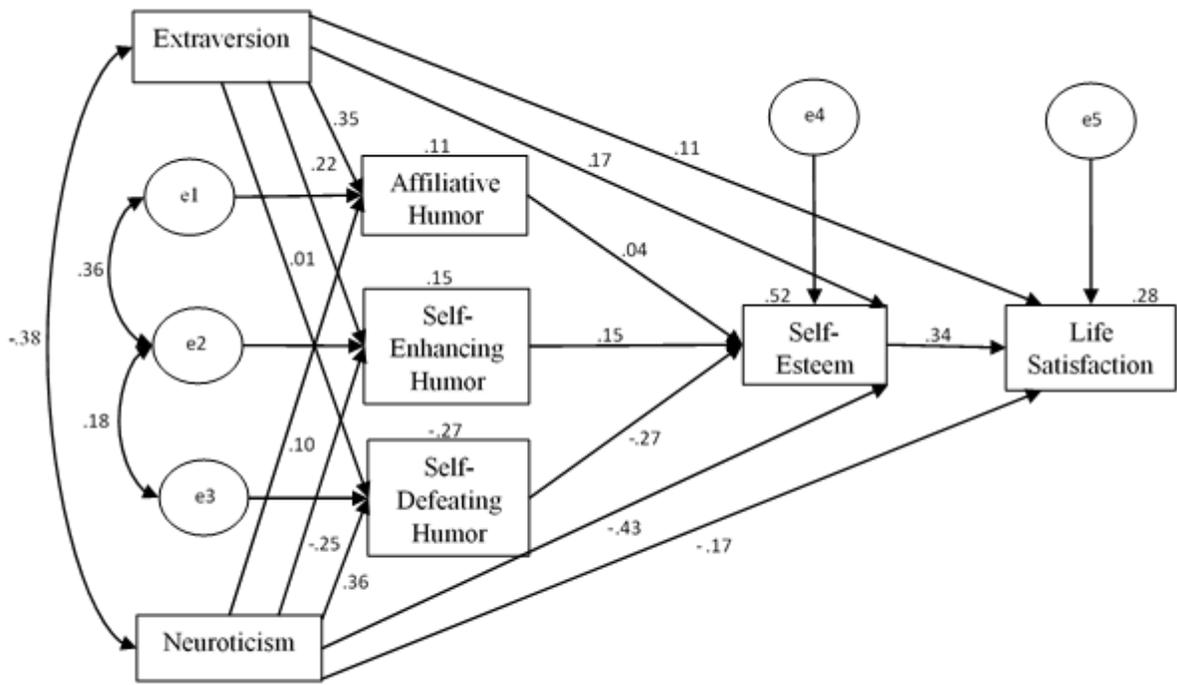 Extraversion
e4
e5
.35
.11
.11
.17
.22
e1
Affiliative
Humor
.01
.04
.36
.15
.52
.28
-.38
e2
Self-
Enhancing
Humor
.15
Self-
Esteem
.34
Life
Satisfaction
.18
-.27
.10
-.27
e3
Self-
Defeating
Humor
-.25
-.43
-.17
.36
Neuroticism